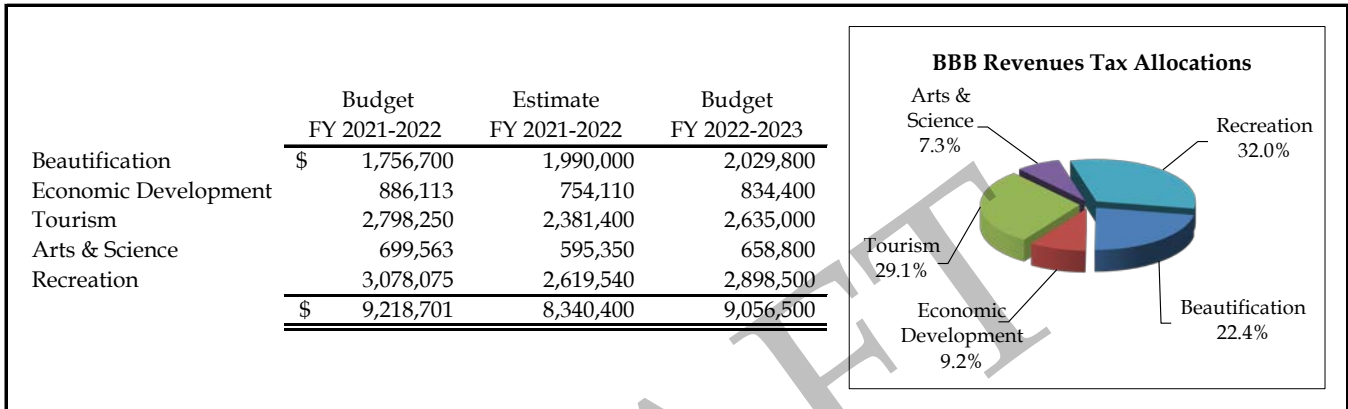 Budget Estimate Budget
FY 2021-2022 FY 2021-2022 FY 2022-2023
Beautification $ 1,756,700 1,990,000 2,029,800
Economic Development 886,113 754,110 834,400
Tourism 2,798,250 2,381,400 2,635,000
Arts & Science 699,563 595,350 658,800
Recreation 3,078,075 2,619,540 2,898,500
$ 9,218,701 8,340,400 9,056,500
BBB Revenues Tax Allocations
Arts &
Science
7.3%
Recreation
32.0%
Tourism
29.1%
Economic
Development
9.2%
Beautification
22.4%